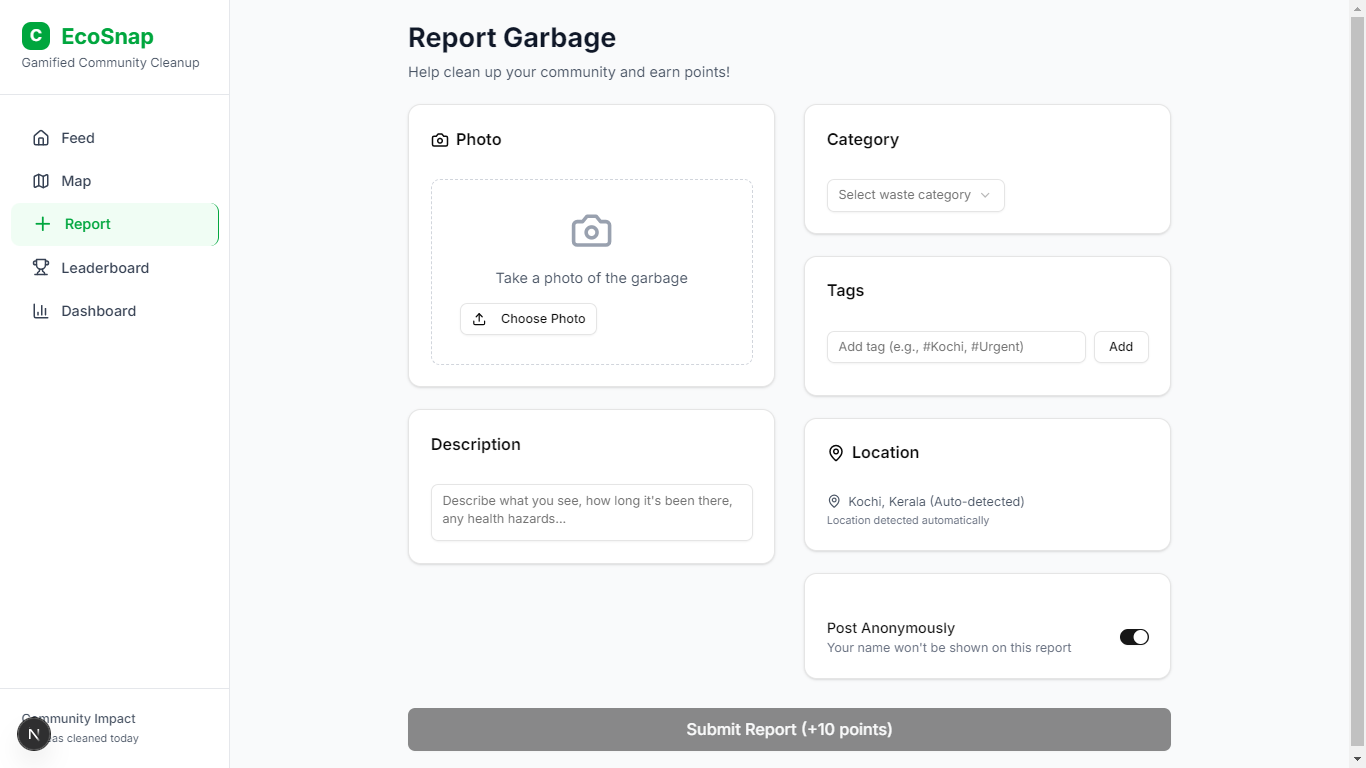 C EcoSnap
Gamified Community Cleanup
Feed
Map
Report
Leaderboard
Dashboard
Community Impact
as cleaned today
N
Report Garbage
Help clean up your community and earn points!
Photo
Take a photo of the garbage
Choose Photo
Description
Describe what you see, how long it's been there,
any health hazards...
Category
Select waste category
Tags
Add tag (e.g., #Kochi, #Urgent)
Add
Location
Kochi, Kerala (Auto-detected)
Location detected automatically
Post Anonymously
Your name won't be shown on this report
Submit Report (+10 points)